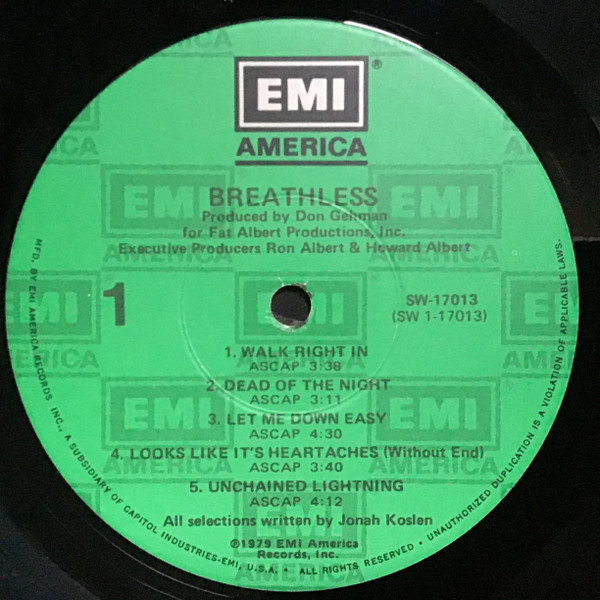 EMI®
AMERICA
BREATHLESS
Produced by Don Gehman
for Fat Albert Productions, Inc.
Executive Producers Ron Albert & Howard Albert
1
SW-17013
(SW 1-17013)
1. WALK RIGHT IN
ASCAP 3:38
2. DEAD OF THE NIGHT
ASCAP 3:11
3. LET ME DOWN EASY
ASCAP 4:30
4. LOOKS LIKE IT'S HEARTACHES (Without End)
ASCAP 3:40
5. UNCHAINED LIGHTNING
ASCAP 4:12
All selections written by Jonah Koslen
℗1979 EMI America
Records, Inc.
MFD. BY EMI AMERICA RECORDS INC., A SUBSIDIARY OF CAPITOL INDUSTRIES-EMI, U.S.A. • ALL RIGHTS RESERVED • UNAUTHORIZED DUPLICATION IS A VIOLATION OF APPLICABLE LAWS.